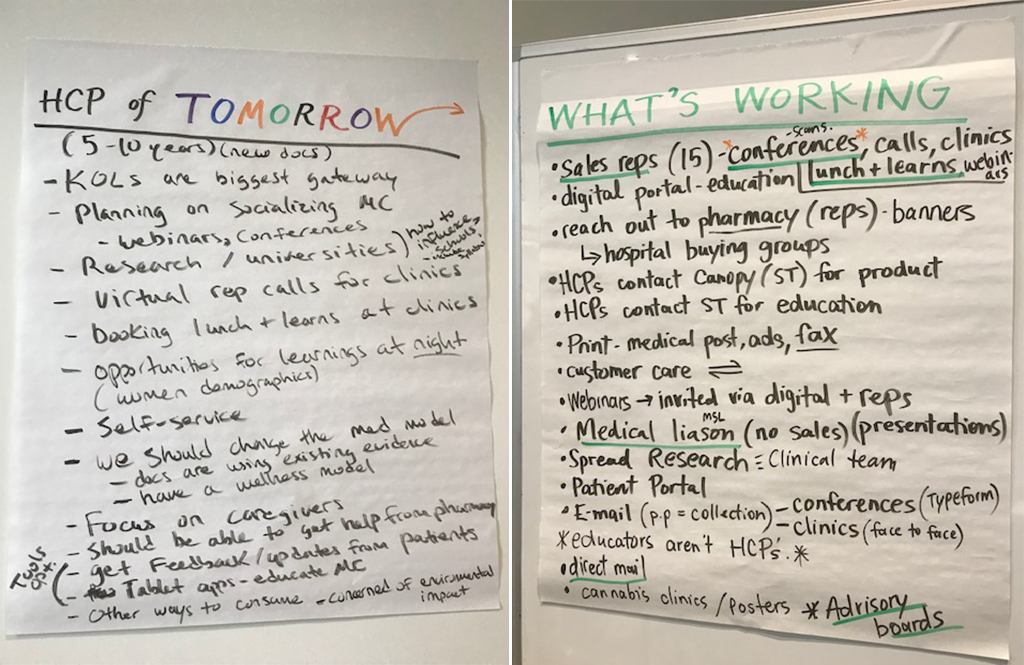 HCP of TOMORROW
(5-10 years) (new docs)
- KOLs are biggest gateway
- Planning on Socializing MC
- webinars, conferences
- Research / universities) how to influence schools,
- Virtual rep calls for clinics
- booking lunch + learns at clinics
- opportunities for learnings at night
(women demographics)
- Self-service
- we should change the med model
- docs are using existing evidence
- have a wellness model
- Focus on caregivers
- Should be able to get help from pharmacy
Tools
- get Feedback/updates from patients
- Tablet apps - educate MC
- Other ways to consume - concerned of enviromental impact
WHAT'S WORKING
• Sales reps (15) - *conferences*, calls, clinics
- scans.
• digital portal - education | lunch + learns, webinars
• reach out to pharmacy (reps) - banners
↳ hospital buying groups
• HCPs contact Canopy (ST) for product
• HCPs contact ST for education
• Print - medical post, ads, fax
• customer care ⇌
• Webinars → invited via digital + reps
• Medical liason MSL (no sales) (presentations)
• Spread Research = Clinical team
• Patient Portal
• E-mail (p.p = collection) - conferences (Typeform)
- clinics (face to face)
* educators aren't HCP's. *
• direct mail
• cannabis clinics / posters * Advisory boards